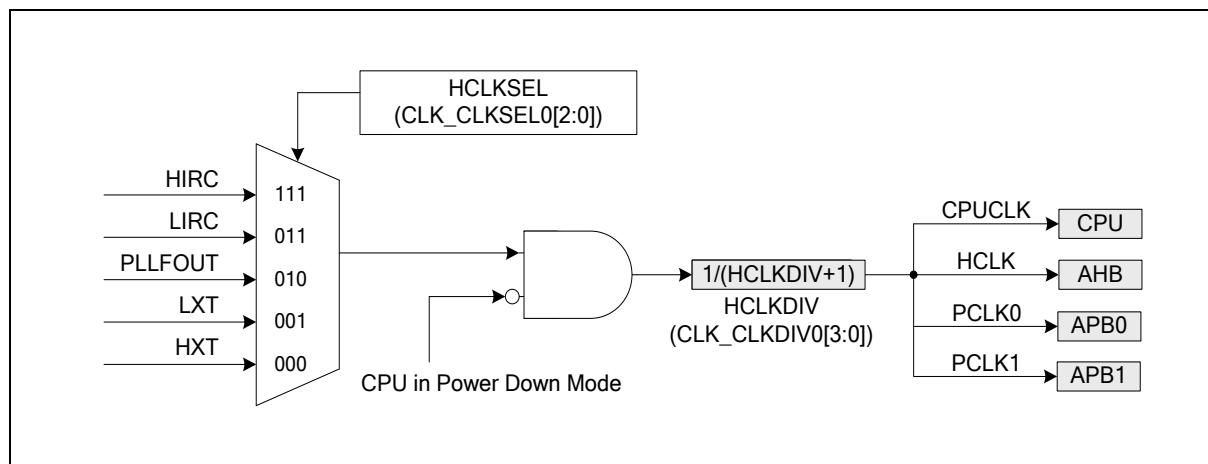 HCLKSEL
(CLK_CLKSEL0[2:0])
HIRC
111
LIRC
011
PLLFOUT
010
LXT
001
HXT
000
CPU in Power Down Mode
1/(HCLKDIV+1)
HCLKDIV
(CLK_CLKDIV0[3:0])
CPUCLK
CPU
HCLK
AHB
PCLK0
APB0
PCLK1
APB1